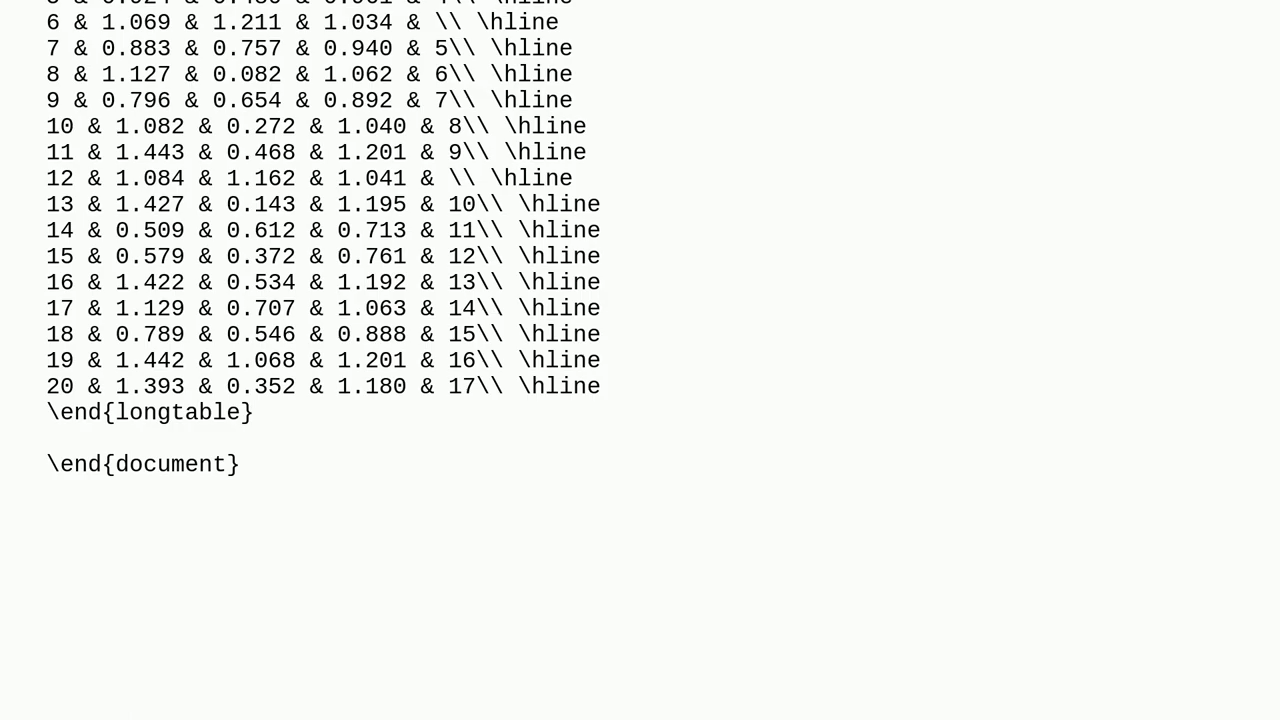 6 & 1.069 & 1.211 & 1.034 & \\ \hline
7 & 0.883 & 0.757 & 0.940 & 5\\ \hline
8 & 1.127 & 0.082 & 1.062 & 6\\ \hline
9 & 0.796 & 0.654 & 0.892 & 7\\ \hline
10 & 1.082 & 0.272 & 1.040 & 8\\ \hline
11 & 1.443 & 0.468 & 1.201 & 9\\ \hline
12 & 1.084 & 1.162 & 1.041 & \\ \hline
13 & 1.427 & 0.143 & 1.195 & 10\\ \hline
14 & 0.509 & 0.612 & 0.713 & 11\\ \hline
15 & 0.579 & 0.372 & 0.761 & 12\\ \hline
16 & 1.422 & 0.534 & 1.192 & 13\\ \hline
17 & 1.129 & 0.707 & 1.063 & 14\\ \hline
18 & 0.789 & 0.546 & 0.888 & 15\\ \hline
19 & 1.442 & 1.068 & 1.201 & 16\\ \hline
20 & 1.393 & 0.352 & 1.180 & 17\\ \hline
\end{longtable}
\end{document}